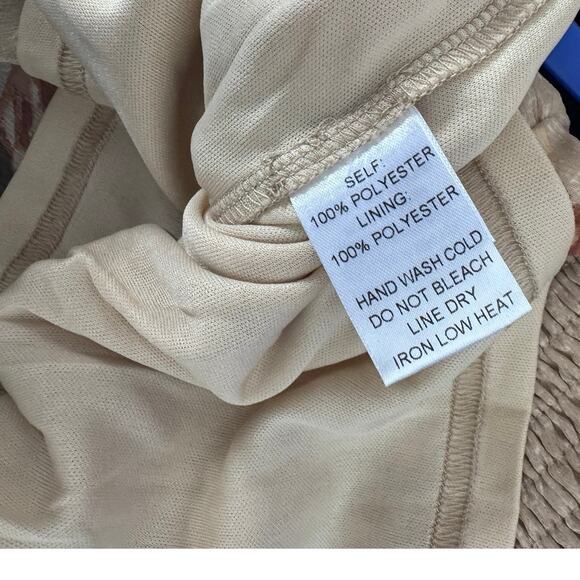 SELF:
100% POLYESTER
LINING:
100% POLYESTER
HAND WASH COLD
DO NOT BLEACH
LINE DRY
IRON LOW HEAT